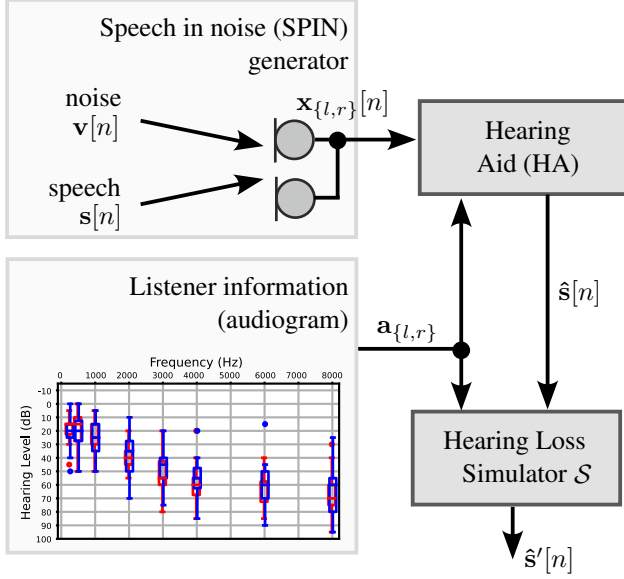 Speech in noise (SPIN)
generator
noise
v[n]
speech
s[n]
x{l,r}[n]
Hearing
Aid (HA)
Listener information
(audiogram)
a{l,r}
ŝ[n]
Frequency (Hz)
0 1000 2000 3000 4000 5000 6000 7000 8000
Hearing Level (dB)
-10
0
10
20
30
40
50
60
70
80
90
100
Hearing Loss
Simulator S
ŝ′[n]